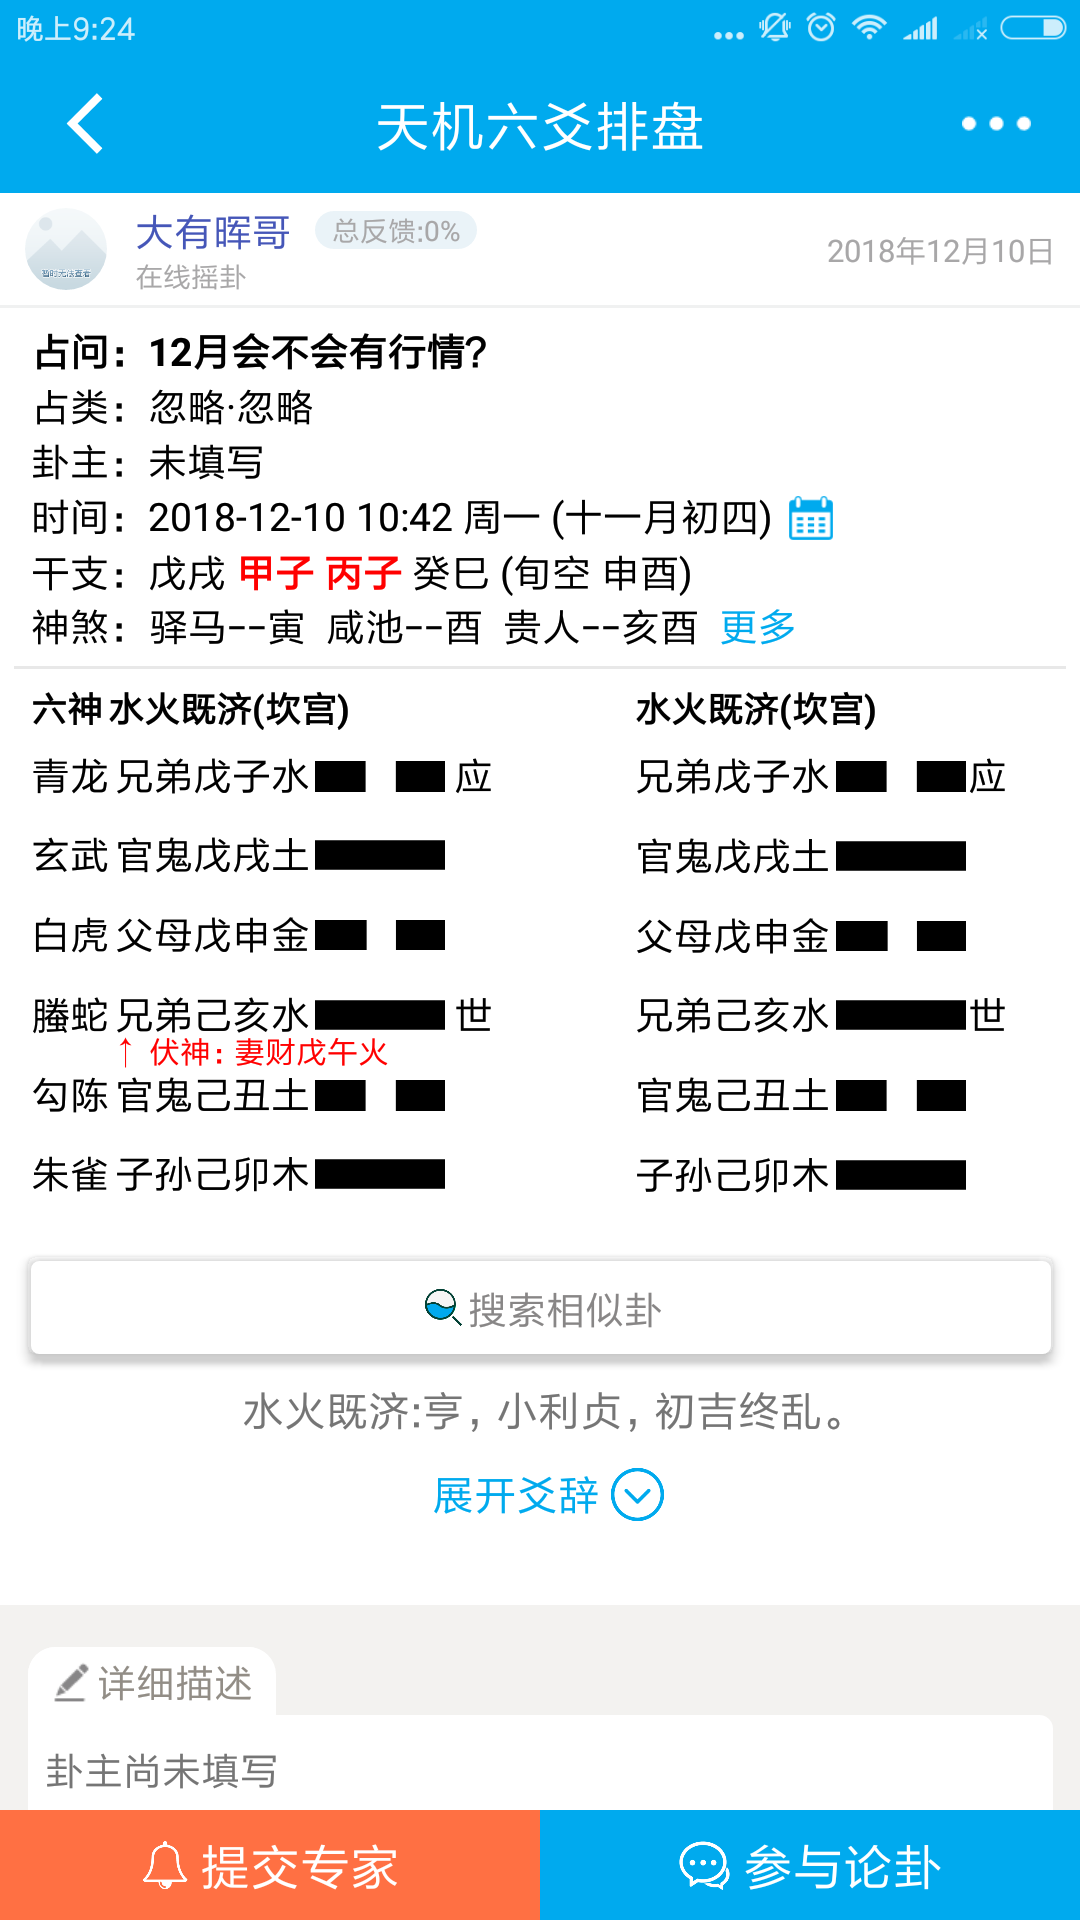 晚上9:24
天机六爻排盘
大有晖哥 总反馈:0%
在线摇卦
2018年12月10日
暂时无法查看
占问：12月会不会有行情?
占类：忽略·忽略
卦主：未填写
时间：2018-12-10 10:42 周一 (十一月初四)
干支：戊戌 甲子 丙子 癸巳 (旬空 申酉)
神煞：驿马--寅 咸池--酉 贵人--亥酉 更多
六神 水火既济(坎宫) 水火既济(坎宫)
青龙 兄弟戊子水 应 兄弟戊子水 应
玄武 官鬼戊戌土 官鬼戊戌土
白虎 父母戊申金 父母戊申金
螣蛇 兄弟己亥水 世 兄弟己亥水 世
↑ 伏神：妻财戊午火
勾陈 官鬼己丑土 官鬼己丑土
朱雀 子孙己卯木 子孙己卯木
搜索相似卦
水火既济:亨，小利贞，初吉终乱。
展开爻辞
详细描述
卦主尚未填写
提交专家 参与论卦